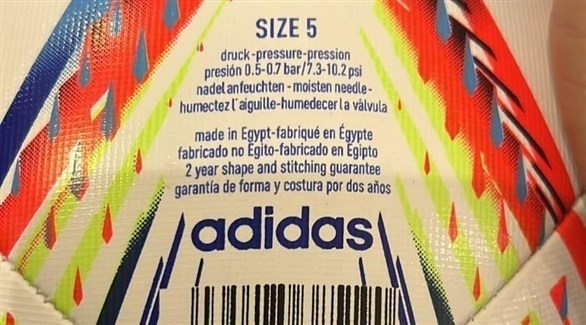 SIZE 5
druck-pressure-pression
presión 0.5-0.7 bar/7.3-10.2 psi
nadel anfeuchten - moisten needle-
humectez l'aiguille-humedecer la válvula
made in Egypt-fabriqué en Égypte
fabricado no Egito-fabricado en Egipto
2 year shape and stitching guarantee
garantía de forma y costura por dos años
adidas